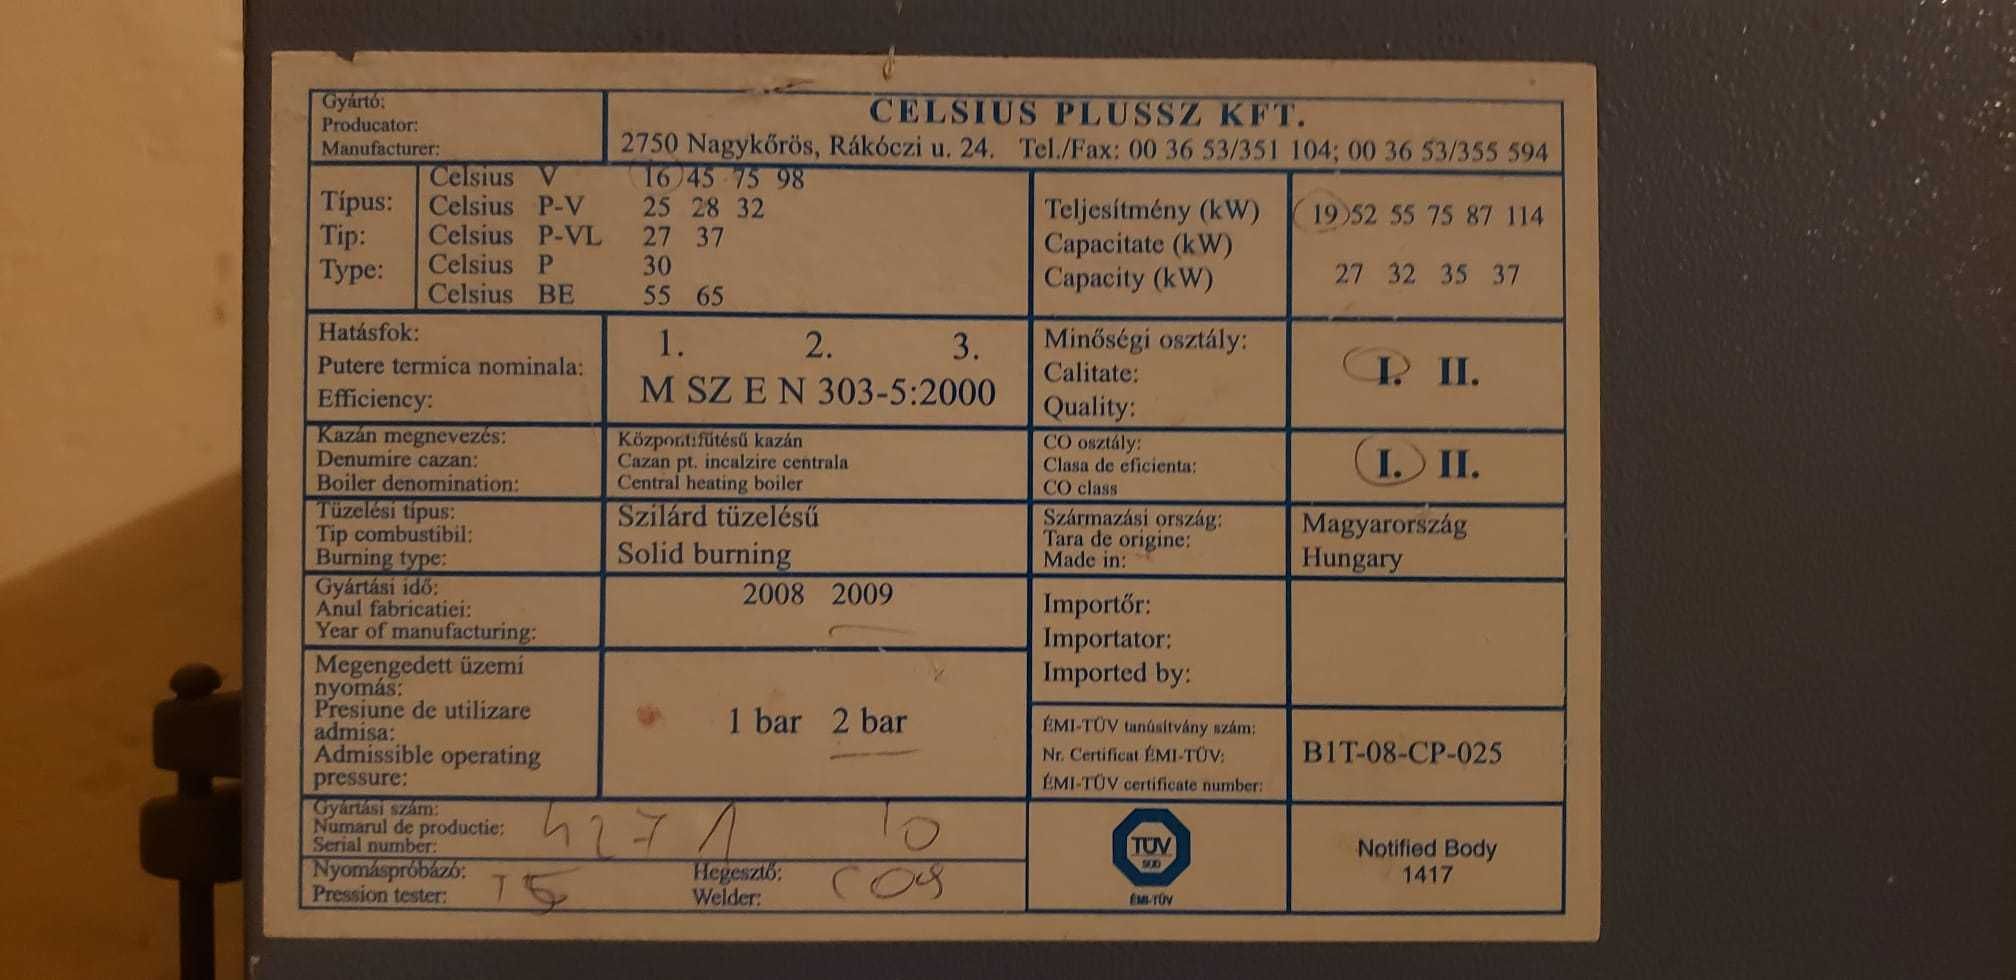 Gyártó:
Producator:
Manufacturer:
CELSIUS PLUSSZ KFT.
2750 Nagykőrös, Rákóczi u. 24. Tel./Fax: 00 36 53/351 104; 00 36 53/355 594
Típus:
Tip:
Type:
Celsius V 16 45 75 98
Celsius P-V 25 28 32
Celsius P-VL 27 37
Celsius P 30
Celsius BE 55 65
Teljesítmény (kW)
Capacitate (kW)
Capacity (kW)
19 52 55 75 87 114
27 32 35 37
Hatásfok:
Putere termica nominala:
Efficiency:
1. 2. 3.
M SZ E N 303-5:2000
Minőségi osztály:
Calitate:
Quality:
I. II.
Kazán megnevezés:
Denumire cazan:
Boiler denomination:
Központifűtésű kazán
Cazan pt. incalzire centrala
Central heating boiler
CO osztály:
Clasa de eficienta:
CO class
I. II.
Tüzelési típus:
Tip combustibil:
Burning type:
Szilárd tüzelésű
Solid burning
Származási ország:
Tara de origine:
Made in:
Magyarország
Hungary
Gyártási idő:
Anul fabricatiei:
Year of manufacturing:
2008 2009
Importőr:
Importator:
Imported by:
Megengedett üzemi
nyomás:
Presiune de utilizare
admisa:
Admissible operating
pressure:
1 bar 2 bar
ÉMI-TÜV tanúsítvány szám:
Nr. Certificat ÉMI-TÜV:
ÉMI-TÜV certificate number:
B1T-08-CP-025
Gyártási szám:
Numarul de productie:
Serial number:
4271 10
Nyomáspróbázó:
Pression tester:
Hegesztő:
Welder:
TÜV
SÜD
ÉMI-TÜV
Notified Body
1417